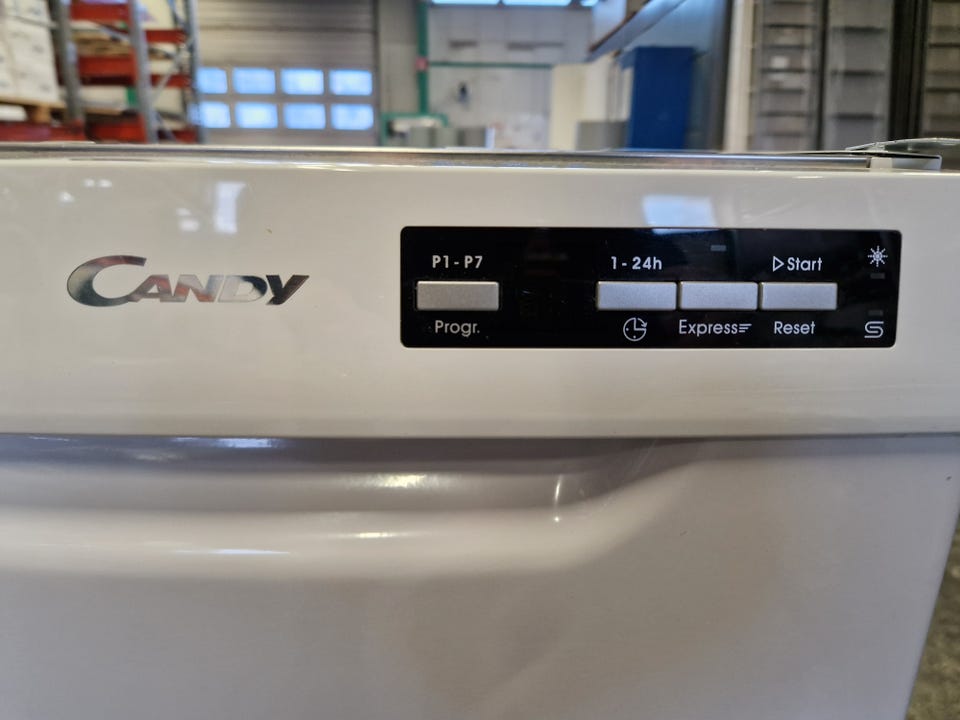 CANDY
P1-P7
1-24h
▷Start
Progr.
Express
Reset